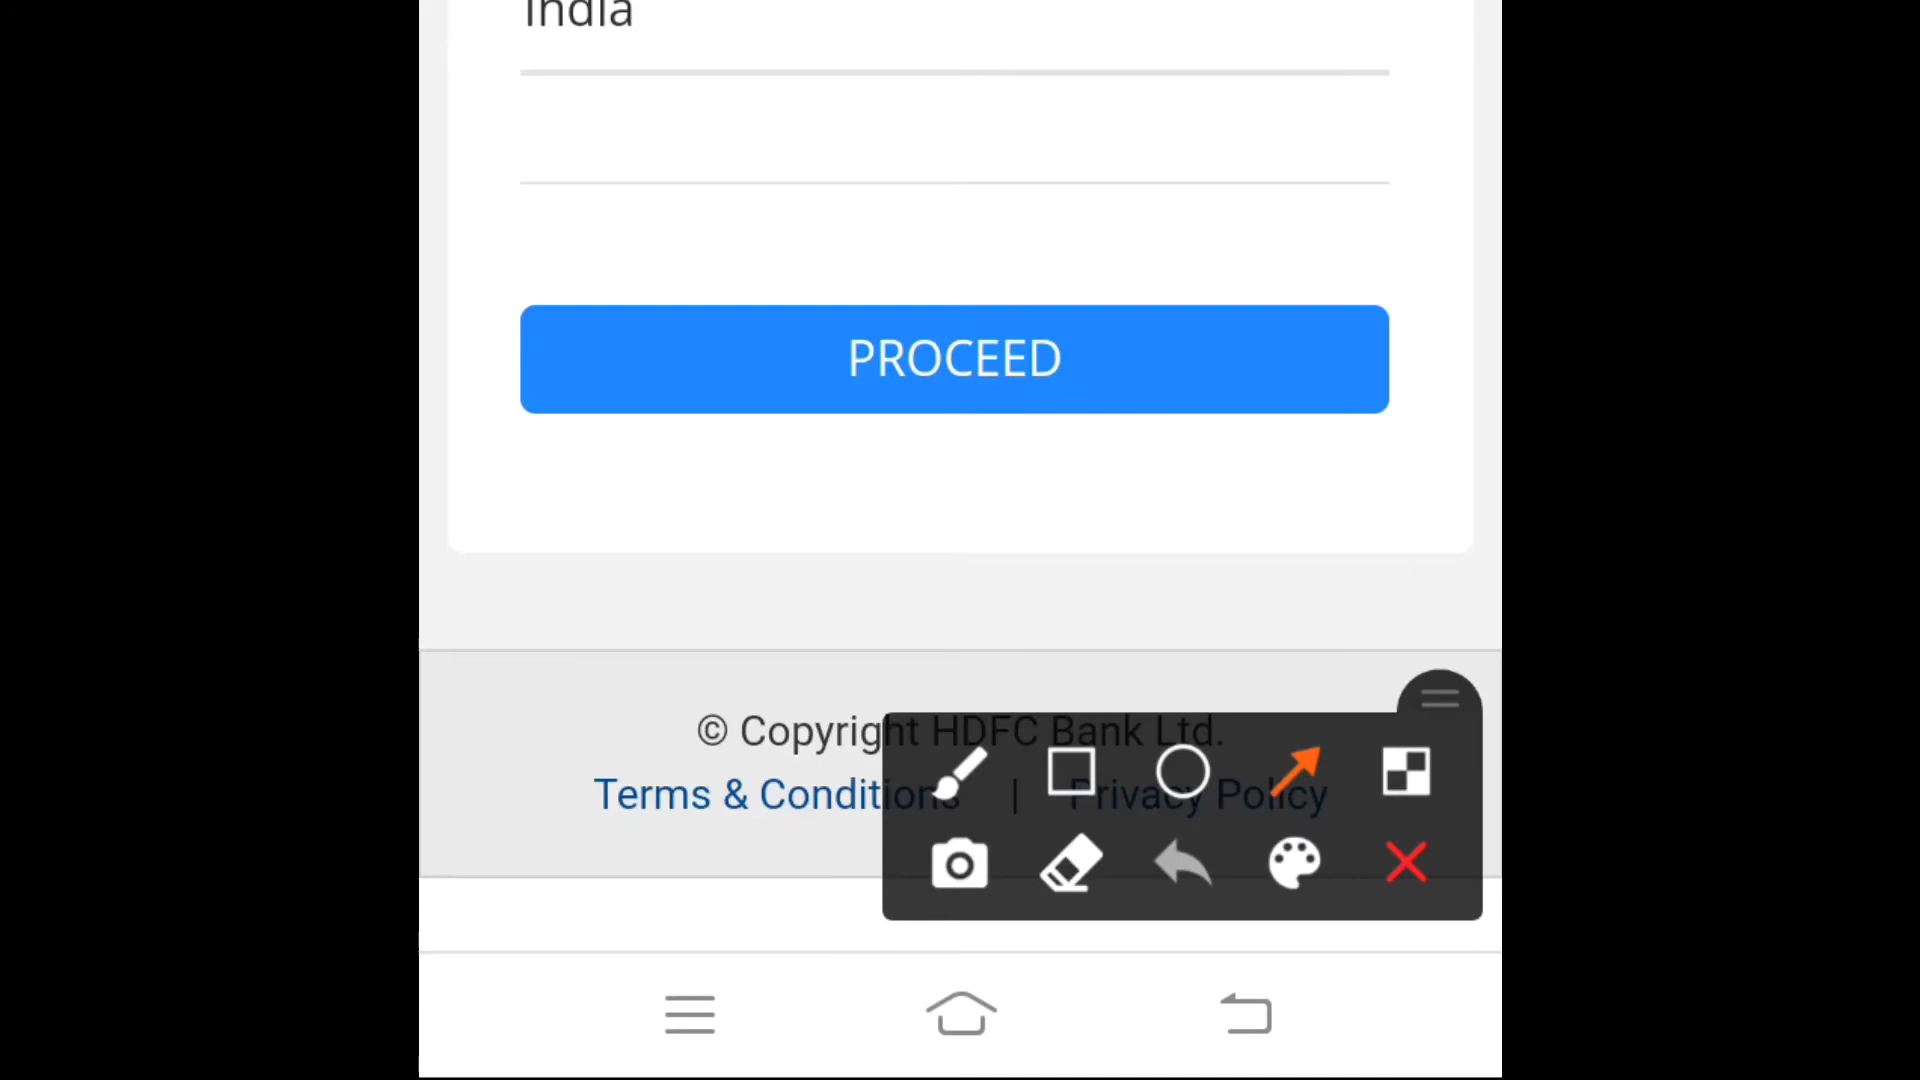 India
PROCEED
© Copyright HDFC Bank Ltd.
Terms & Conditions | Privacy Policy